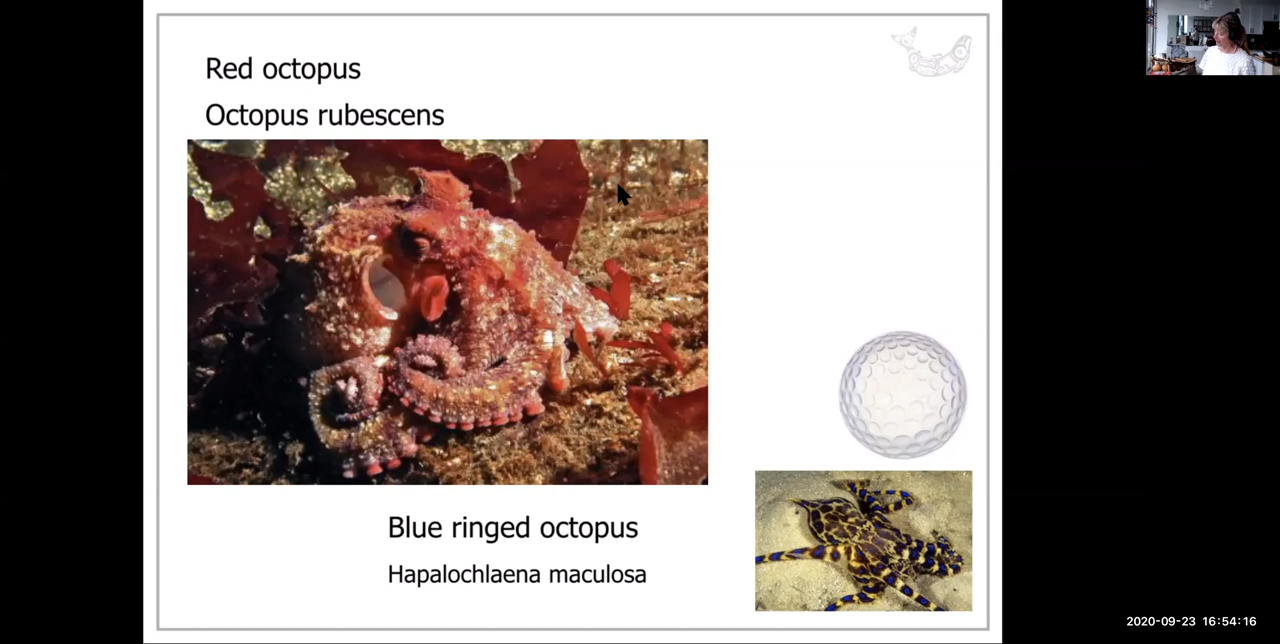 Red octopus
Octopus rubescens
Blue ringed octopus
Hapalochlaena maculosa
2020-09-23 16:54:16